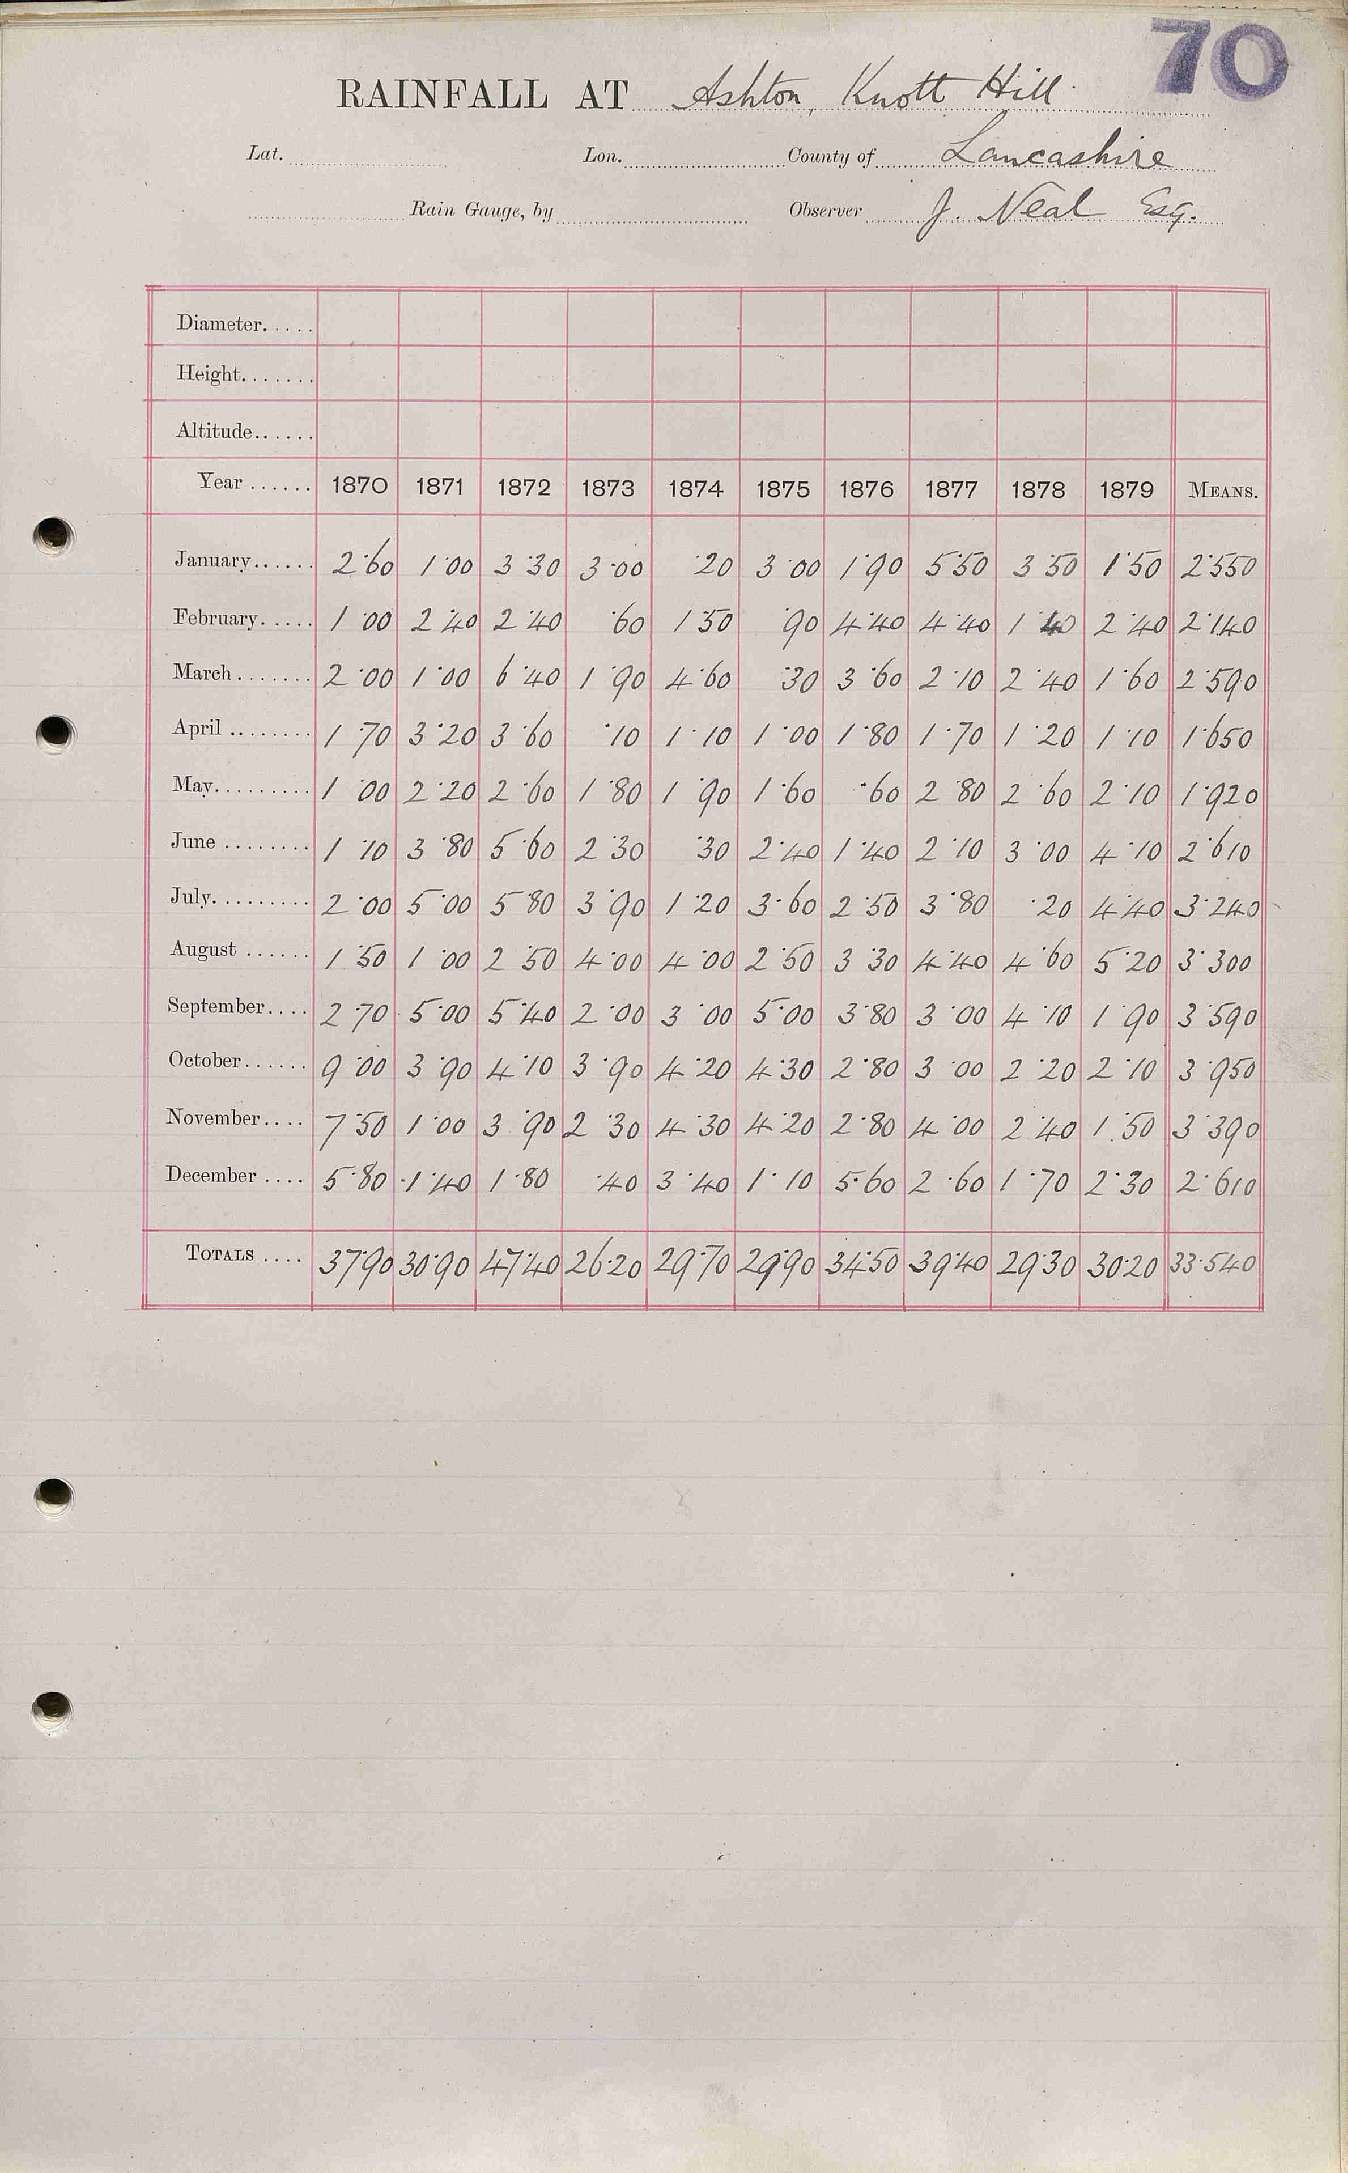 70
RAINFALL AT Ashton, Knott Hill
Lat. Lon. County of Lancashire
Rain Gauge, by Observer J. Neal Esq.
Diameter.....
Height.......
Altitude......
Year ...... 1870 1871 1872 1873 1874 1875 1876 1877 1878 1879 MEANS.
January...... 2·60 1·00 3·30 3·00 ·20 3·00 1·90 5·50 3·50 1·50 2·550
February..... 1·00 2·40 2·40 ·60 1·50 ·90 4·40 4·40 1·40 2·40 2·140
March....... 2·00 1·00 6·40 1·90 4·60 ·30 3·60 2·10 2·40 1·60 2·590
April ........ 1·70 3·20 3·60 ·10 1·10 1·00 1·80 1·70 1·20 1·10 1·650
May......... 1·00 2·20 2·60 1·80 1·90 1·60 ·60 2·80 2·60 2·10 1·920
June ........ 1·10 3·80 5·60 2·30 ·30 2·40 1·40 2·10 3·00 4·10 2·610
July......... 2·00 5·00 5·80 3·90 1·20 3·60 2·50 3·80 ·20 4·40 3·240
August ...... 1·50 1·00 2·50 4·00 4·00 2·50 3·30 4·40 4·60 5·20 3·300
September.... 2·70 5·00 5·40 2·00 3·00 5·00 3·80 3·00 4·10 1·90 3·590
October...... 9·00 3·90 4·10 3·90 4·20 4·30 2·80 3·00 2·20 2·10 3·950
November.... 7·50 1·00 3·90 2·30 4·30 4·20 2·80 4·00 2·40 1·50 3·390
December .... 5·80 1·40 1·80 ·40 3·40 1·10 5·60 2·60 1·70 2·30 2·610
TOTALS .... 37·90 30·90 47·40 26·20 29·70 29·90 34·50 39·40 29·30 30·20 33·540